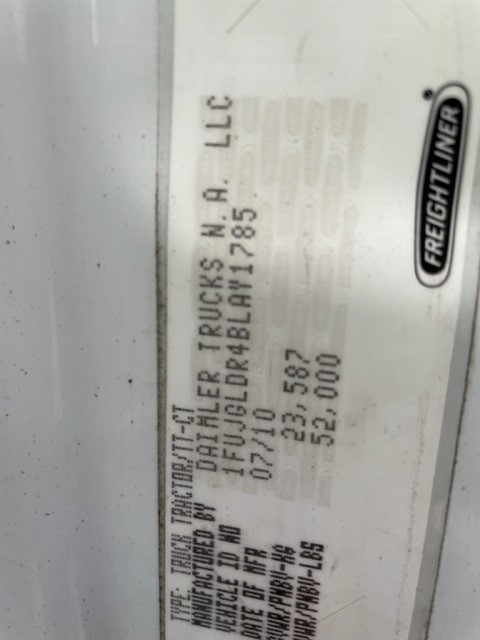 FREIGHTLINER
TYPE: TRUCK TRACTOR/TT-CT
MANUFACTURED BY DAIMLER TRUCKS N.A. LLC
VEHICLE ID NO 1FUJGLDR4BLAY1785
DATE OF MFR 07/10
GVWR/PNBV-KG 23,587
GVWR/PNBV-LBS 52,000